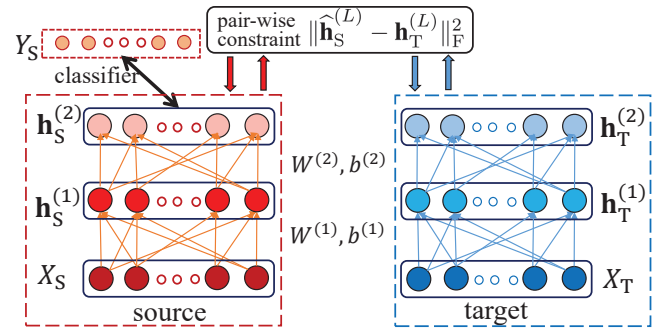 Y_S
pair-wise
constraint ‖ĥ_S^(L) − h_T^(L)‖_F^2
classifier
h_S^(2)
h_T^(2)
W^(2), b^(2)
h_S^(1)
h_T^(1)
W^(1), b^(1)
X_S
X_T
source
target